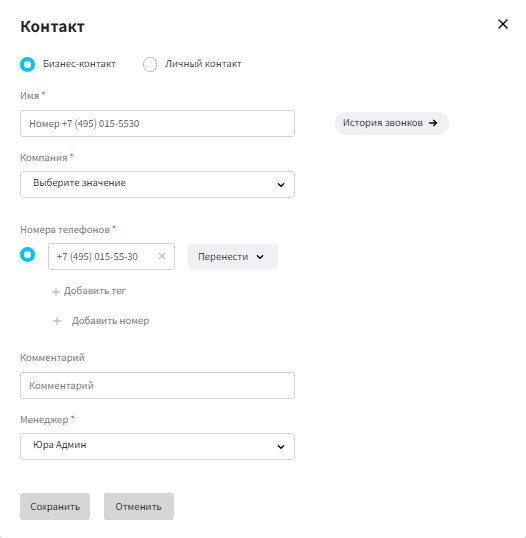 Контакт
Бизнес-контакт Личный контакт
Имя *
Номер +7 (495) 015-5530 История звонков
Компания *
Выберите значение
Номера телефонов *
+7 (495) 015-55-30 Перенести
+ Добавить тег
+ Добавить номер
Комментарий
Комментарий
Менеджер *
Юра Админ
Сохранить Отменить